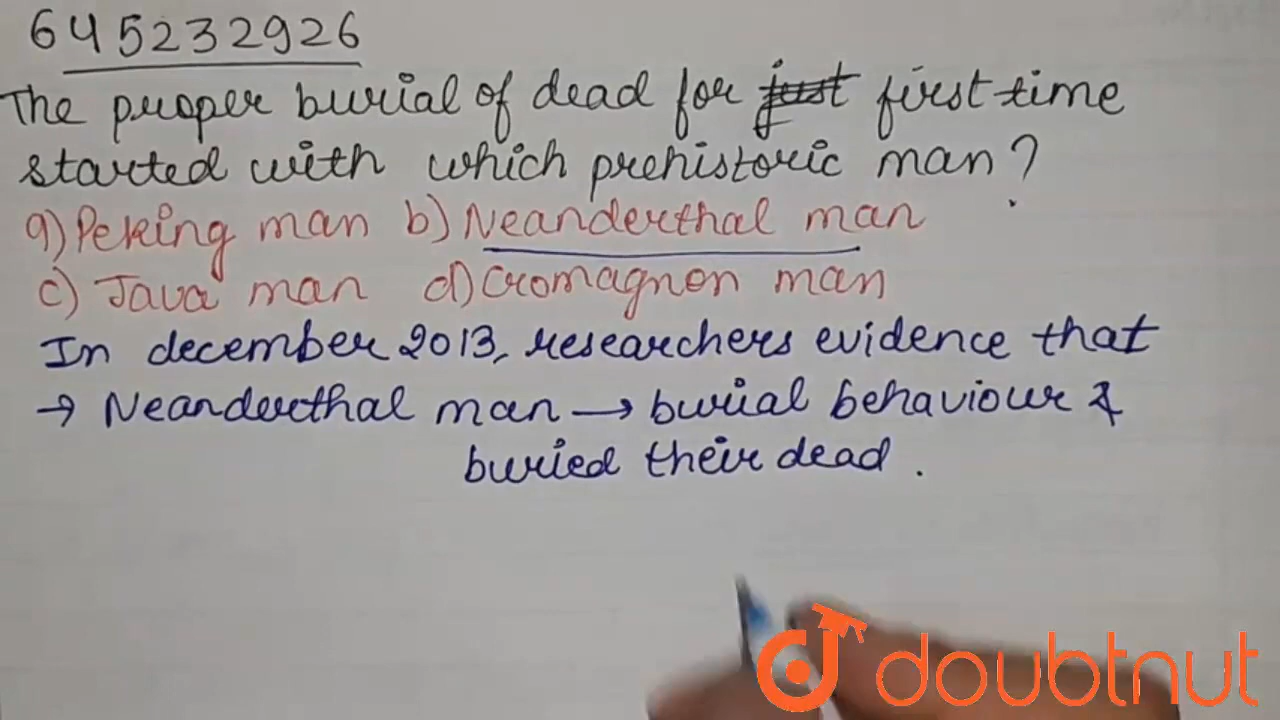 645232926
The proper burial of dead for just first time
started with which prehistoric man?
a) Peking man b) Neanderthal man
c) Java man d) Cromagnon man
In december 2013, researchers evidence that
→ Neanderthal man → burial behaviour &
buried their dead.
doubtnut